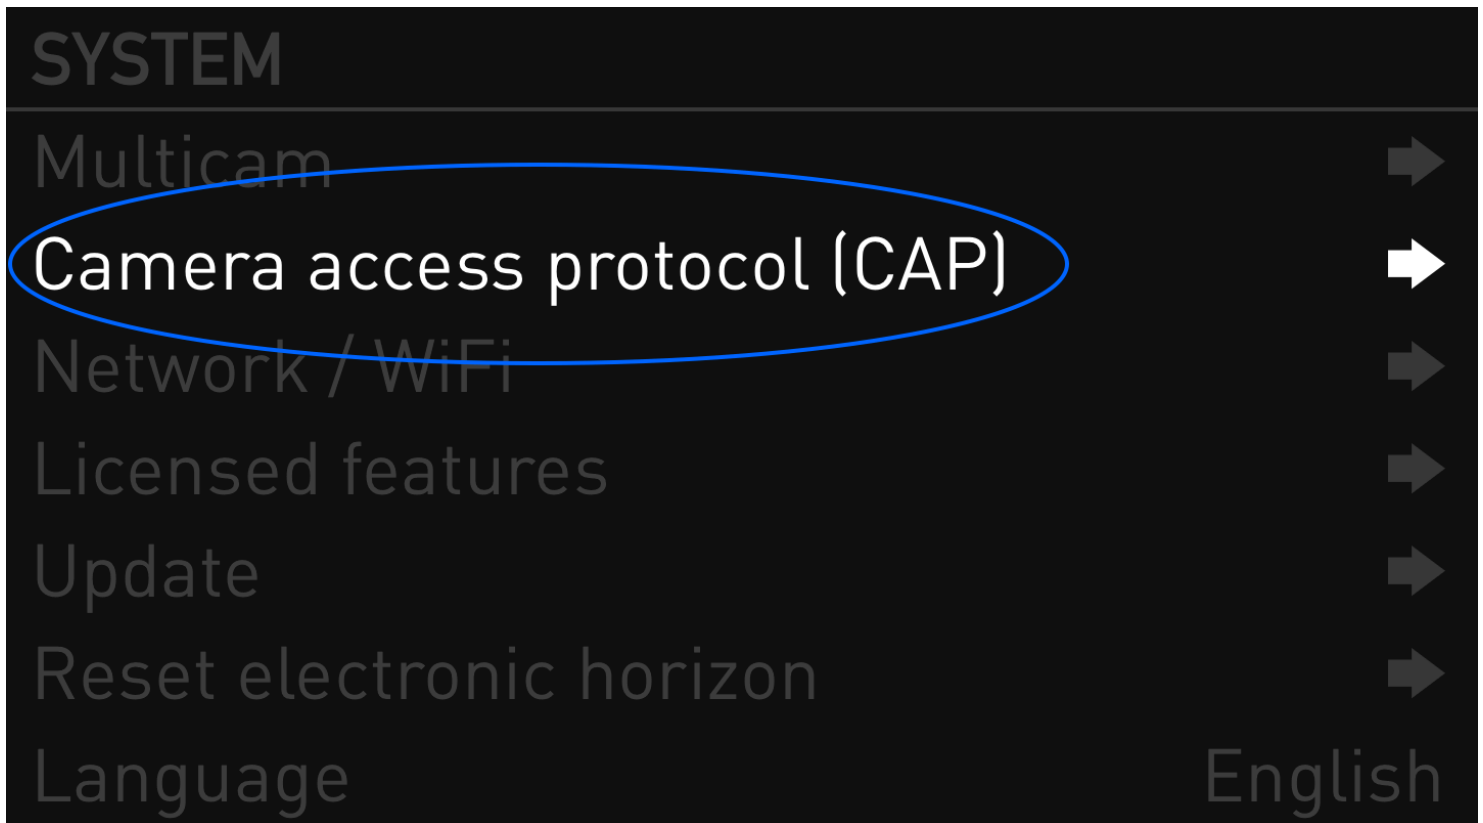 SYSTEM
Multicam
Camera access protocol (CAP)
Network / WiFi
Licensed features
Update
Reset electronic horizon
Language English